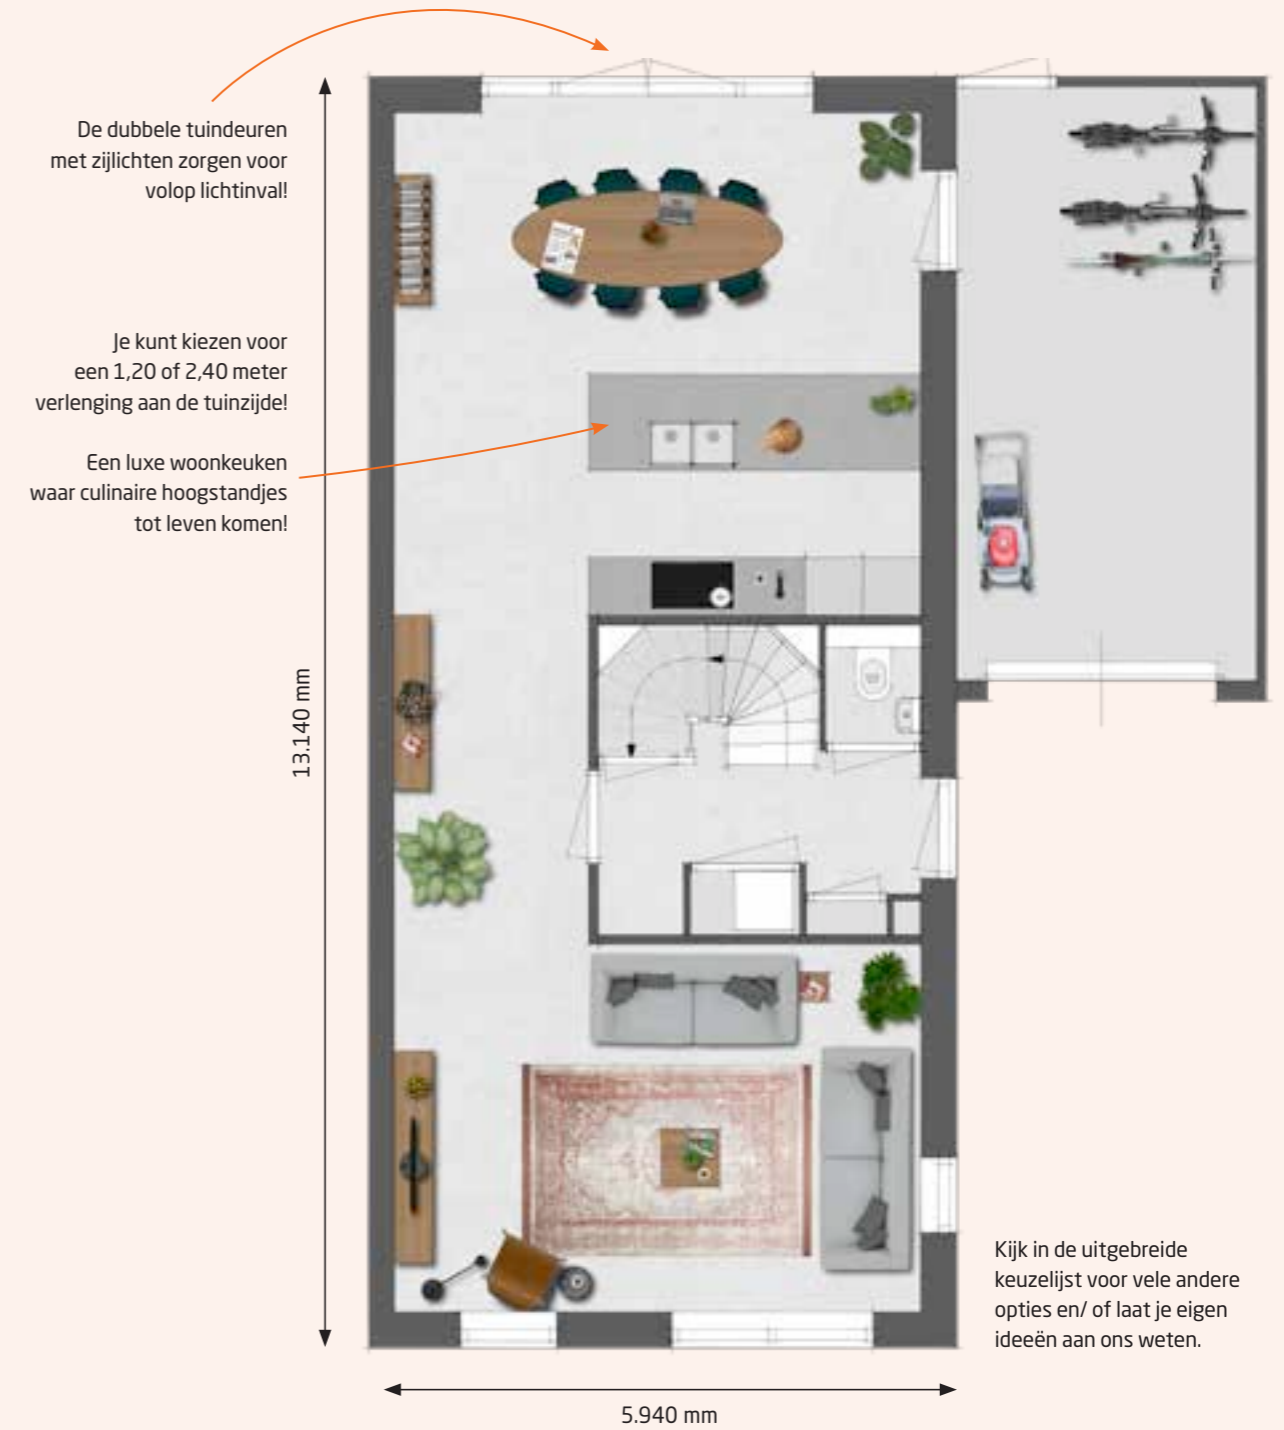 De dubbele tuindeuren
met zijlichten zorgen voor
volop lichtinval!
Je kunt kiezen voor
een 1,20 of 2,40 meter
verlenging aan de tuinzijde!
Een luxe woonkeuken
waar culinaire hoogstandjes
tot leven komen!
13.140 mm
Kijk in de uitgebreide
keuzelijst voor vele andere
opties en/ of laat je eigen
ideeën aan ons weten.
5.940 mm